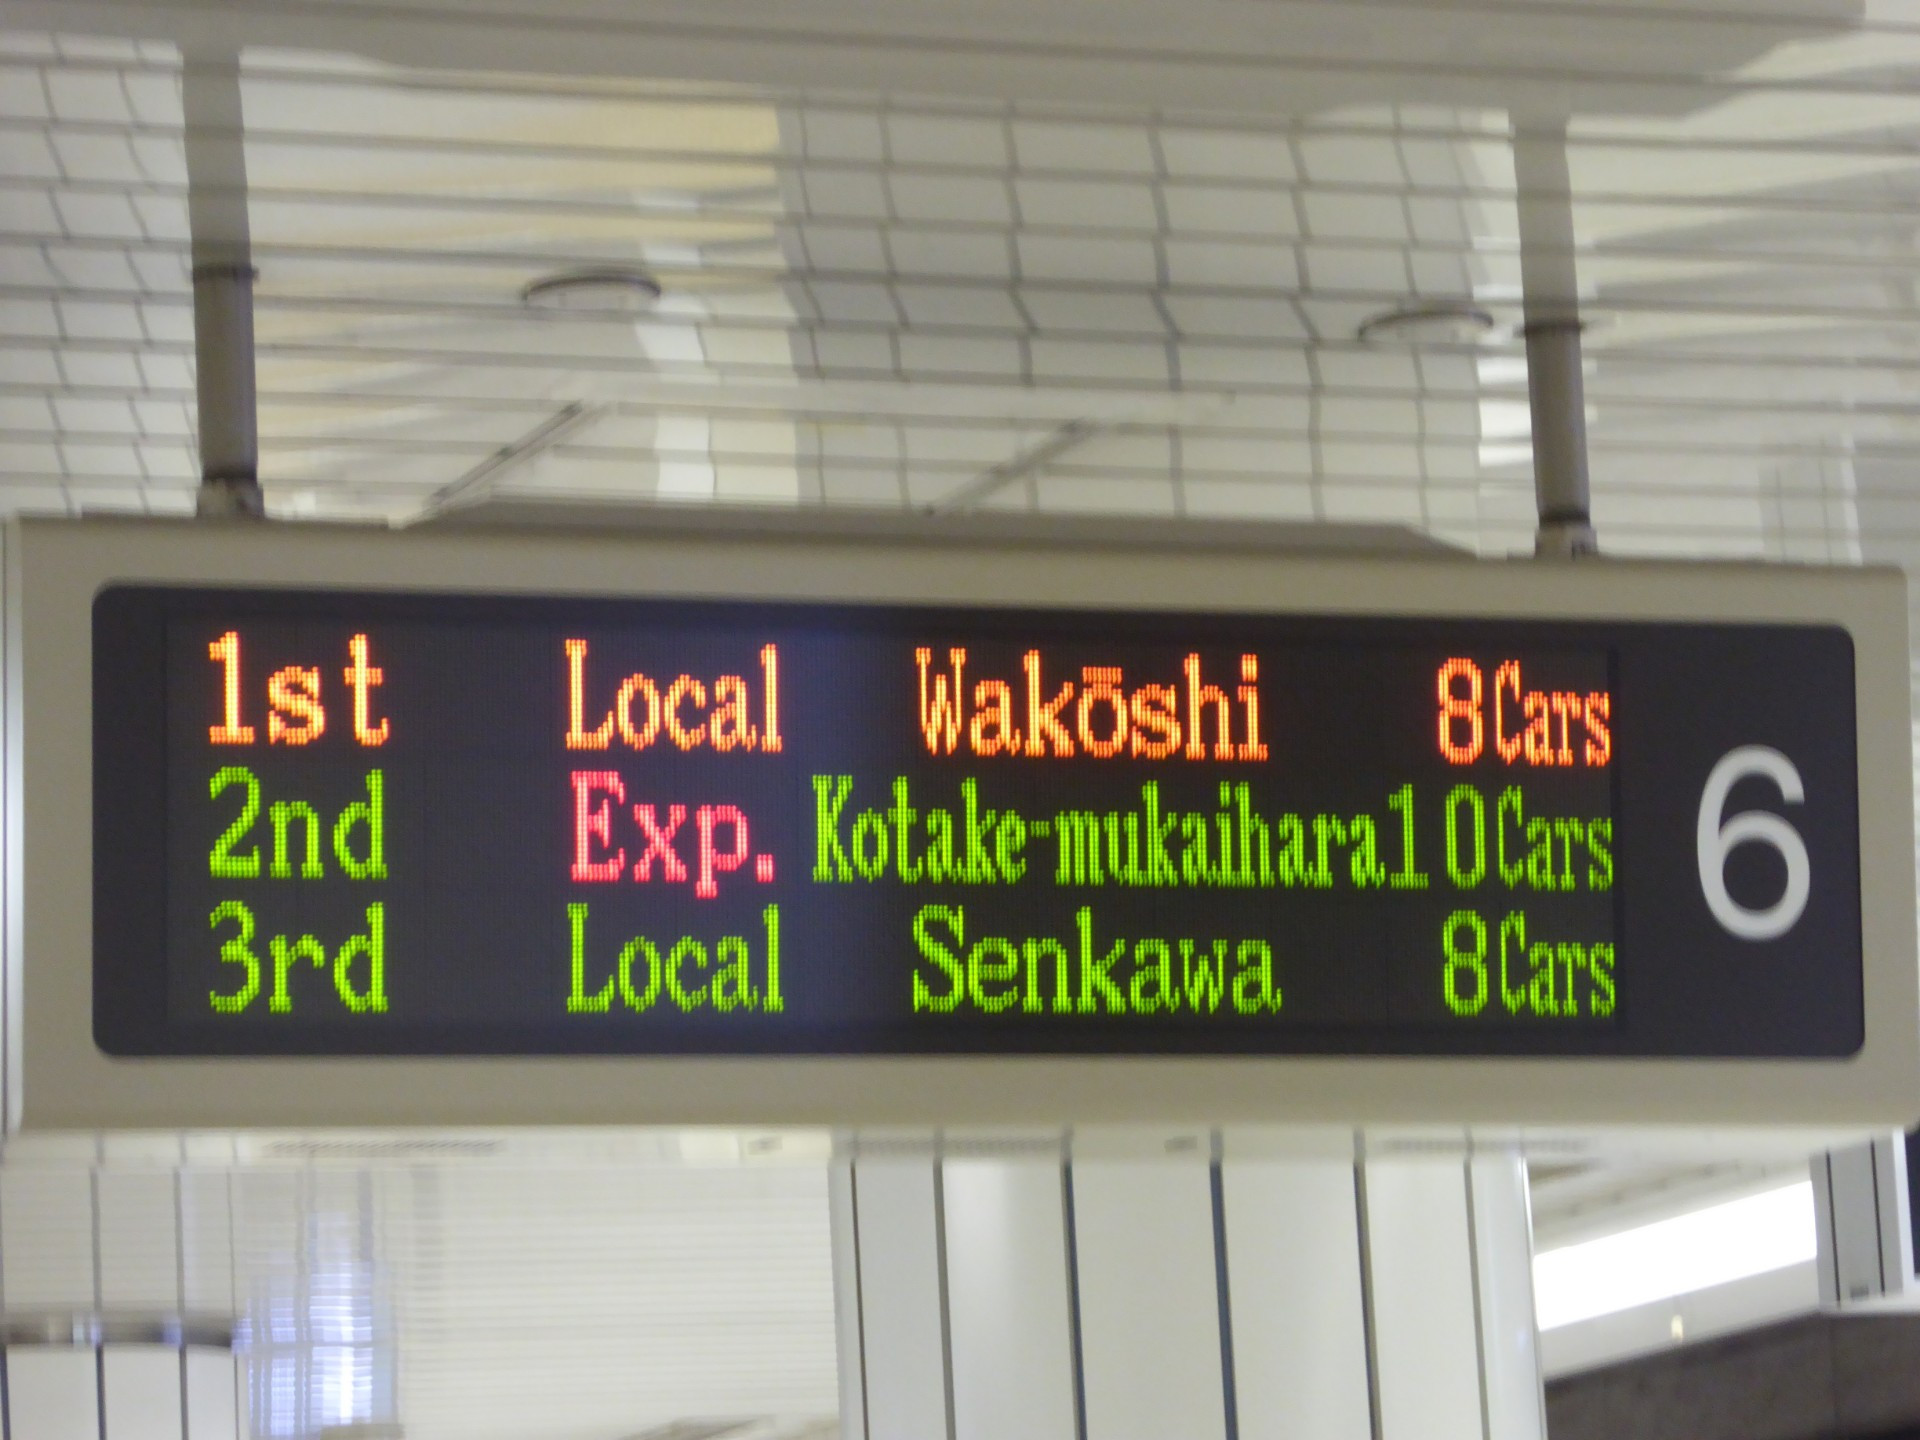 1st Local Wakōshi 8Cars
2nd Exp. Kotake-mukaihara 10Cars
3rd Local Senkawa 8Cars
6